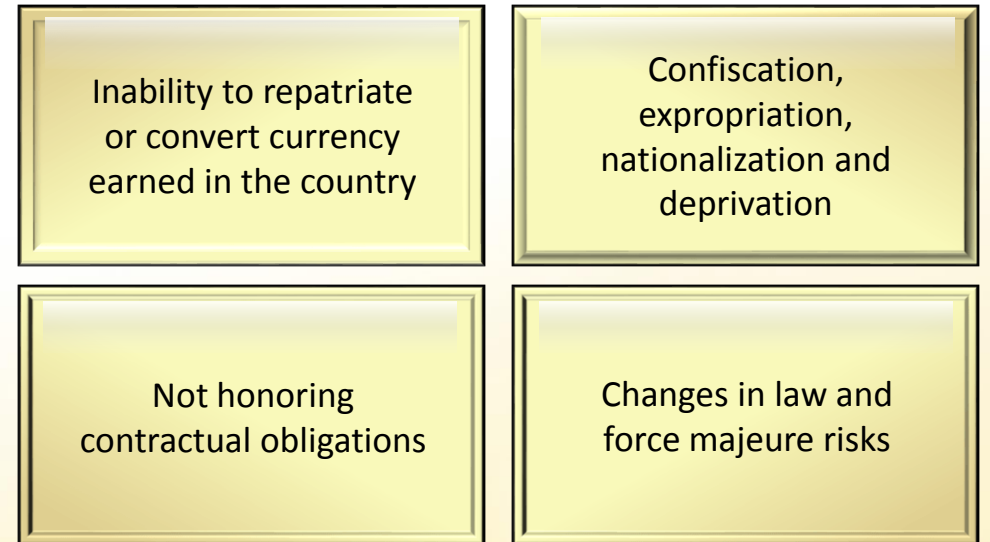 Inability to repatriate
or convert currency
earned in the country
Confiscation,
expropriation,
nationalization and
deprivation
Not honoring
contractual obligations
Changes in law and
force majeure risks